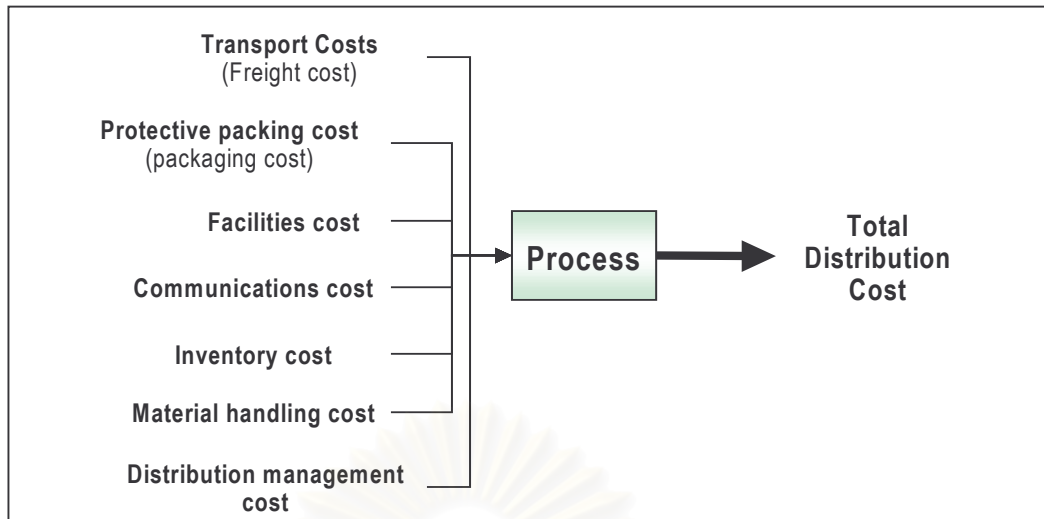 Transport Costs
(Freight cost)
Protective packing cost
(packaging cost)
Facilities cost
Communications cost
Inventory cost
Material handling cost
Distribution management
cost
Process
Total
Distribution
Cost